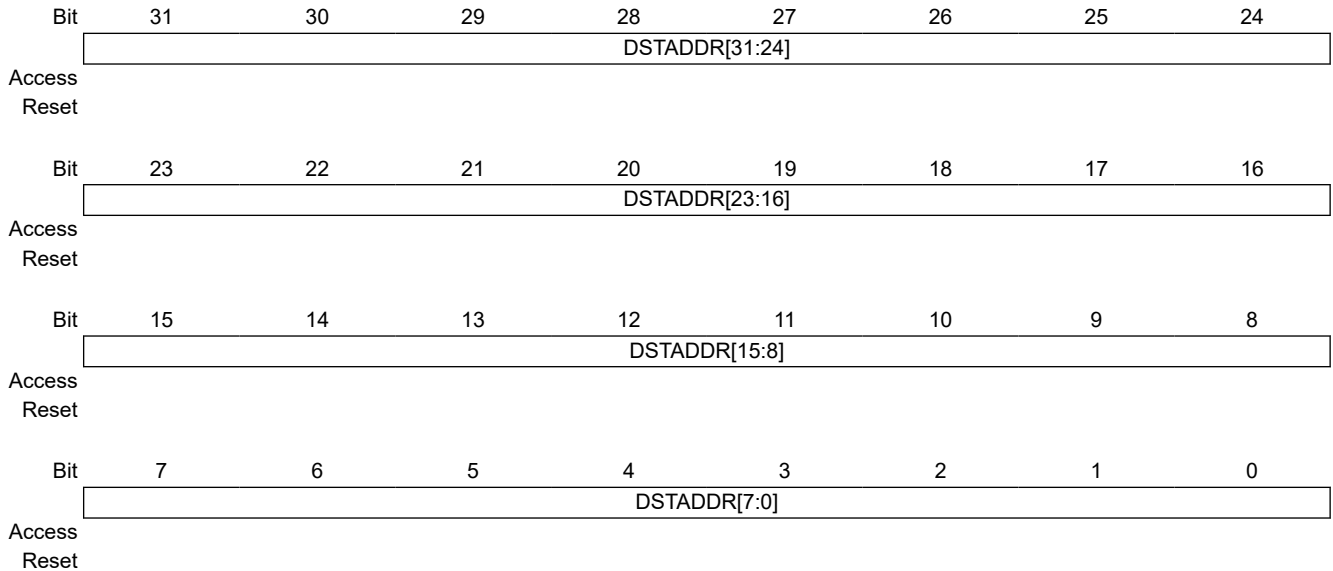 Bit 31 30 29 28 27 26 25 24
DSTADDR[31:24]
Access
Reset
Bit 23 22 21 20 19 18 17 16
DSTADDR[23:16]
Access
Reset
Bit 15 14 13 12 11 10 9 8
DSTADDR[15:8]
Access
Reset
Bit 7 6 5 4 3 2 1 0
DSTADDR[7:0]
Access
Reset